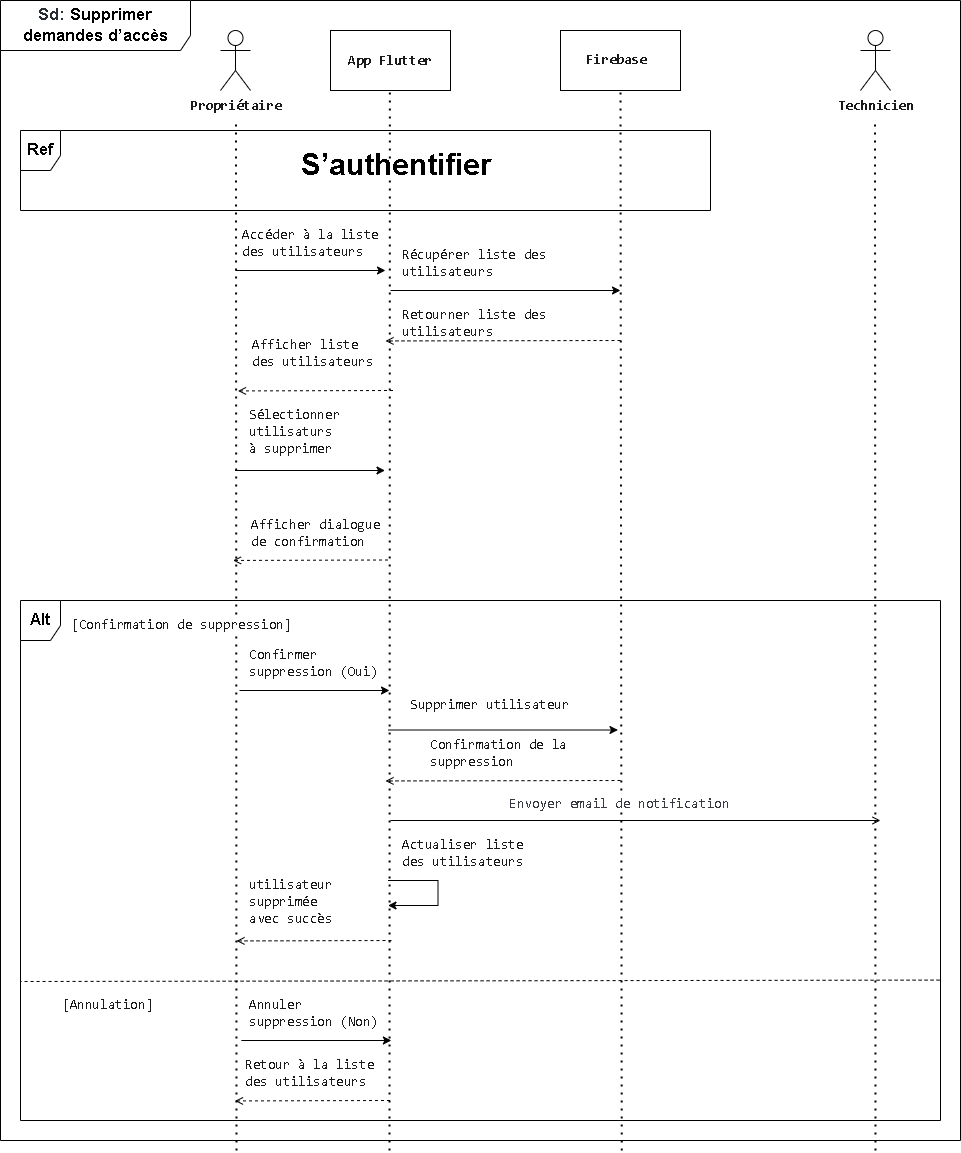 Sd: Supprimer
demandes d’accès
App Flutter
Firebase
Propriétaire
Technicien
Ref
S’authentifier
Accéder à la liste
des utilisateurs
Récupérer liste des
utilisateurs
Retourner liste des
utilisateurs
Afficher liste
des utilisateurs
Sélectionner
utilisaturs
à supprimer
Afficher dialogue
de confirmation
Alt
[Confirmation de suppression]
Confirmer
suppression (Oui)
Supprimer utilisateur
Confirmation de la
suppression
Envoyer email de notification
Actualiser liste
des utilisateurs
utilisateur
supprimée
avec succès
[Annulation]
Annuler
suppression (Non)
Retour à la liste
des utilisateurs